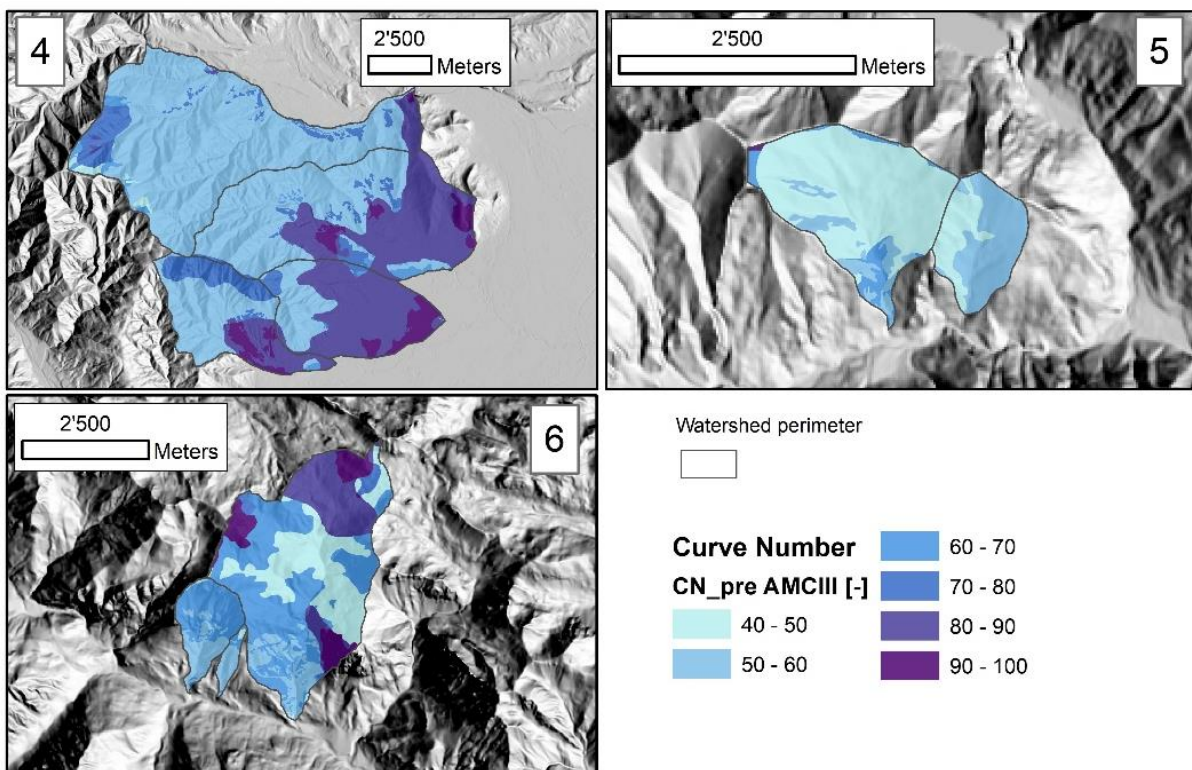 4
2'500
Meters
2'500
Meters
5
2'500
Meters
6
Watershed perimeter
Curve Number
CN_pre AMCIII [-]
40 - 50
50 - 60
60 - 70
70 - 80
80 - 90
90 - 100